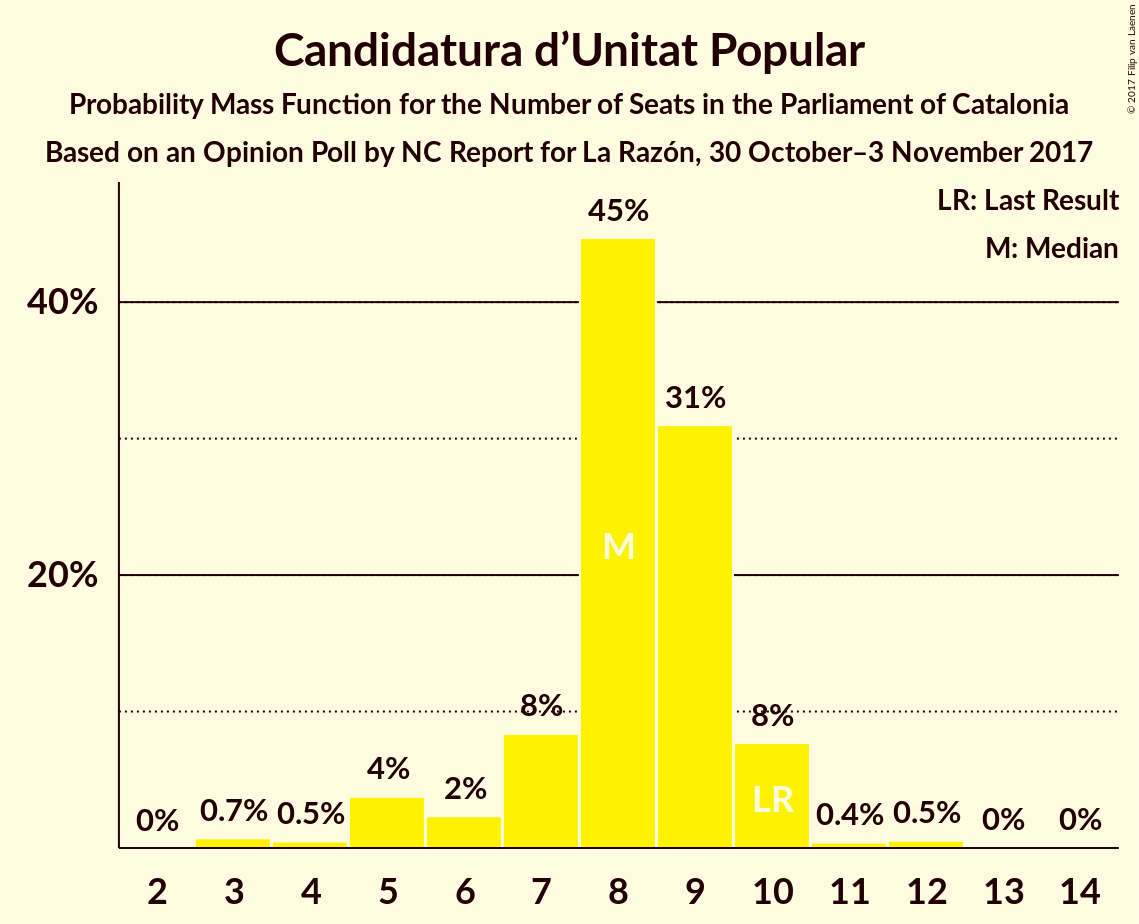 Candidatura d’Unitat Popular
Probability Mass Function for the Number of Seats in the Parliament of Catalonia
Based on an Opinion Poll by NC Report for La Razón, 30 October–3 November 2017
© 2017 Filip van Laenen
LR: Last Result
M: Median
45%
40%
31%
M
20%
8%
8%
4%
2%
LR
0%
0.7%
0.5%
0.4%
0.5%
0%
0%
2 3 4 5 6 7 8 9 10 11 12 13 14